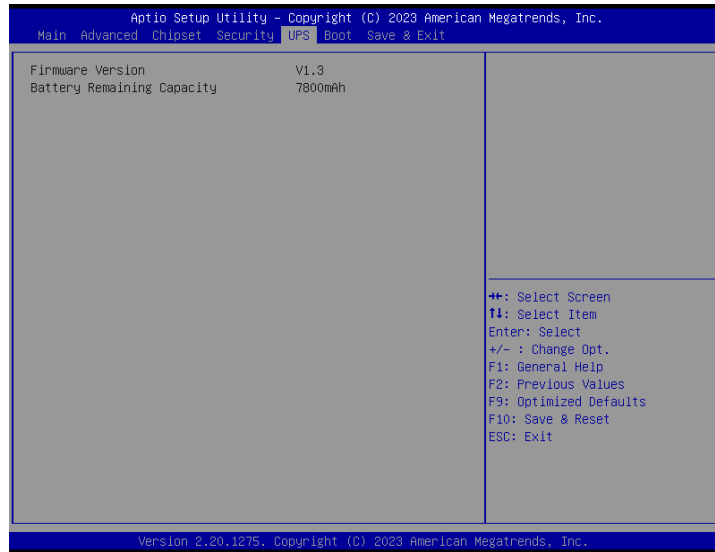 Aptio Setup Utility – Copyright (C) 2023 American Megatrends, Inc.
Main Advanced Chipset Security UPS Boot Save & Exit
Firmware Version V1.3
Battery Remaining Capacity 7800mAh
→←: Select Screen
↑↓: Select Item
Enter: Select
+/- : Change Opt.
F1: General Help
F2: Previous Values
F9: Optimized Defaults
F10: Save & Reset
ESC: Exit
Version 2.20.1275. Copyright (C) 2023 American Megatrends, Inc.